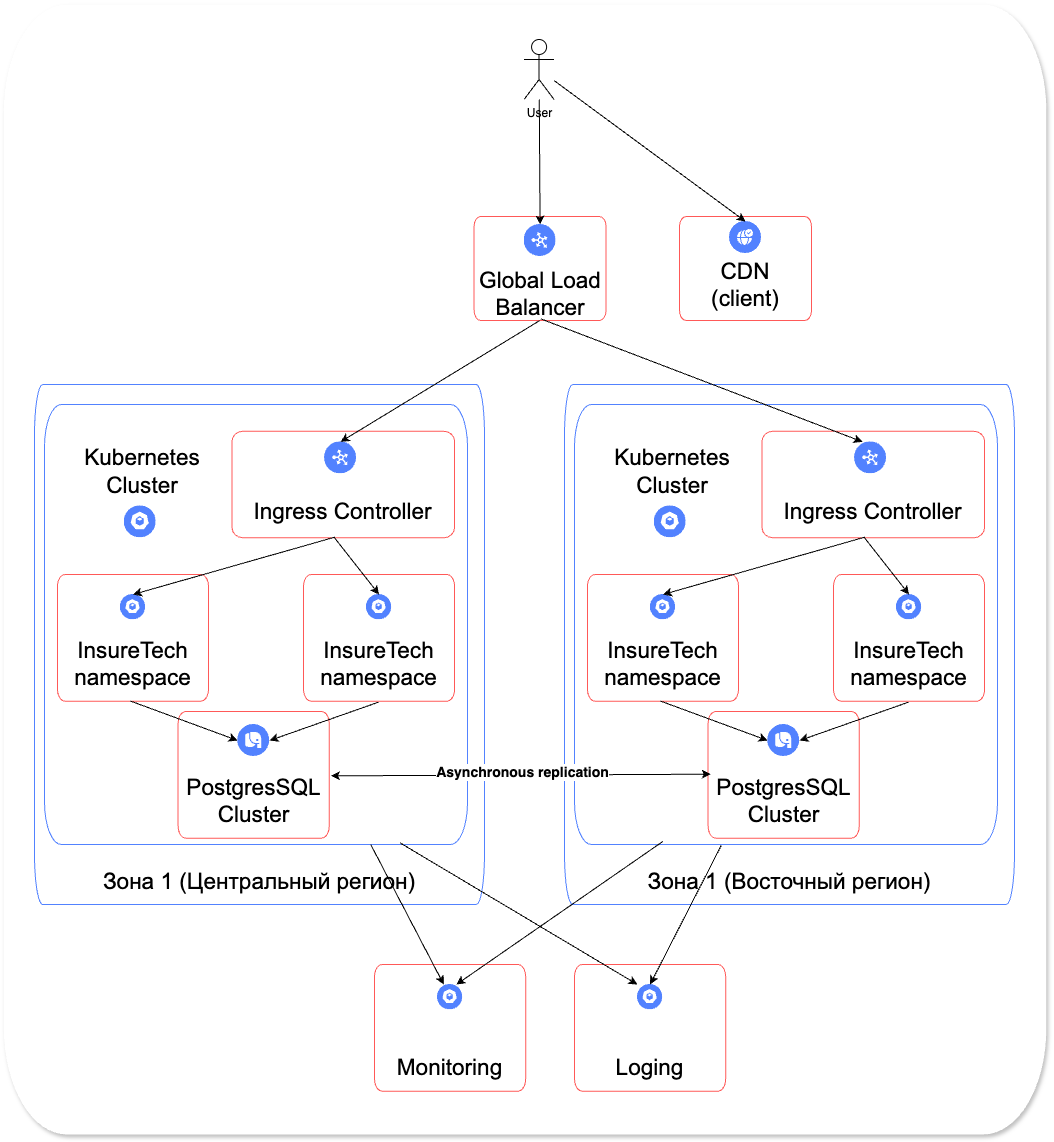 User
Global Load
Balancer
CDN
(client)
Kubernetes
Cluster
Ingress Controller
InsureTech
namespace
InsureTech
namespace
PostgresSQL
Cluster
Зона 1 (Центральный регион)
Asynchronous replication
Kubernetes
Cluster
Ingress Controller
InsureTech
namespace
InsureTech
namespace
PostgresSQL
Cluster
Зона 1 (Восточный регион)
Monitoring
Loging